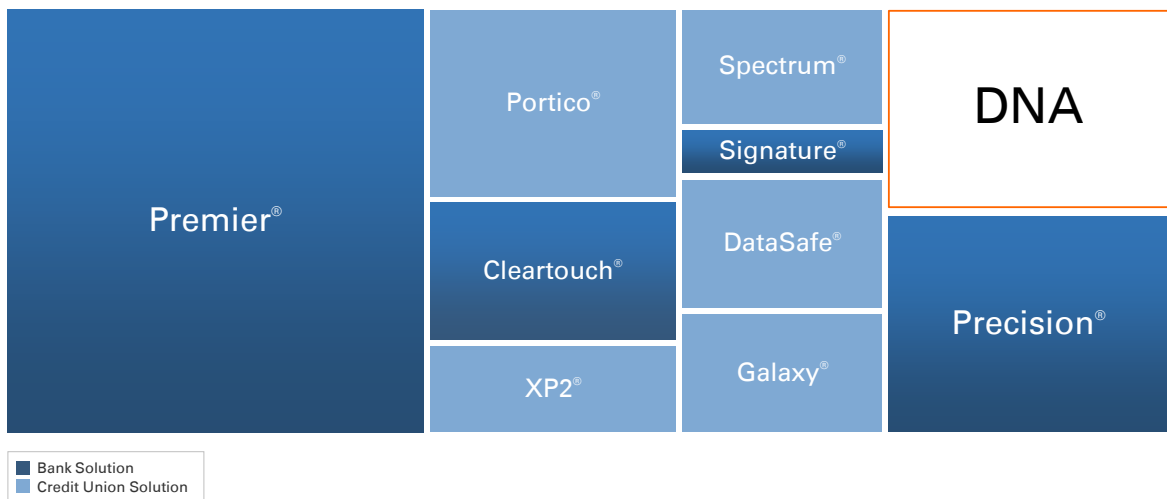 Premier®
Portico®
Cleartouch®
XP2®
Spectrum®
Signature®
DataSafe®
Galaxy®
DNA
Precision®
Bank Solution
Credit Union Solution